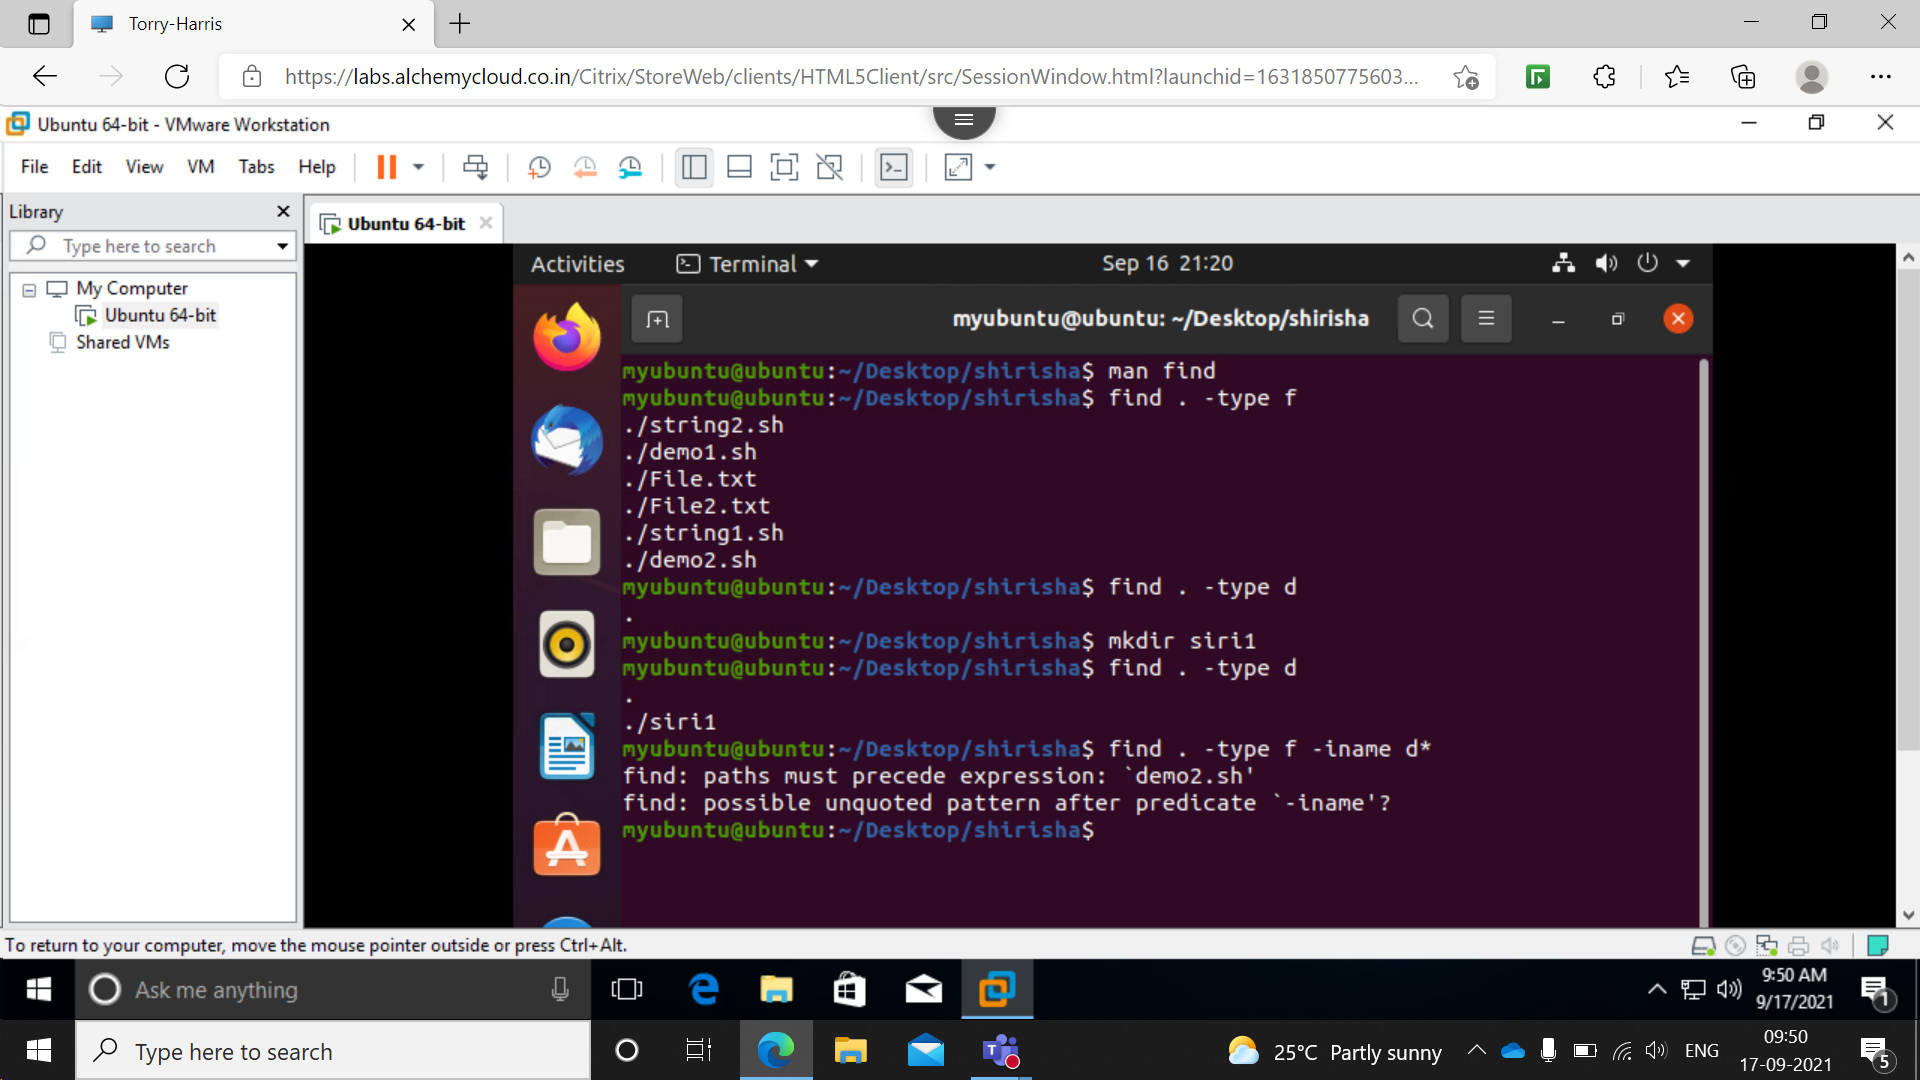 Torry-Harris
https://labs.alchemycloud.co.in/Citrix/StoreWeb/clients/HTML5Client/src/SessionWindow.html?launchid=1631850775603...
Ubuntu 64-bit - VMware Workstation
File Edit View VM Tabs Help
Library
Ubuntu 64-bit
Type here to search
My Computer
Ubuntu 64-bit
Shared VMs
Activities Terminal Sep 16 21:20
myubuntu@ubuntu: ~/Desktop/shirisha
myubuntu@ubuntu:~/Desktop/shirisha$ man find
myubuntu@ubuntu:~/Desktop/shirisha$ find . -type f
./string2.sh
./demo1.sh
./File.txt
./File2.txt
./string1.sh
./demo2.sh
myubuntu@ubuntu:~/Desktop/shirisha$ find . -type d
.
myubuntu@ubuntu:~/Desktop/shirisha$ mkdir siri1
myubuntu@ubuntu:~/Desktop/shirisha$ find . -type d
.
./siri1
myubuntu@ubuntu:~/Desktop/shirisha$ find . -type f -iname d*
find: paths must precede expression: `demo2.sh'
find: possible unquoted pattern after predicate `-iname'?
myubuntu@ubuntu:~/Desktop/shirisha$
To return to your computer, move the mouse pointer outside or press Ctrl+Alt.
Ask me anything
9:50 AM
9/17/2021
1
Type here to search
25°C Partly sunny
ENG
09:50
17-09-2021
5